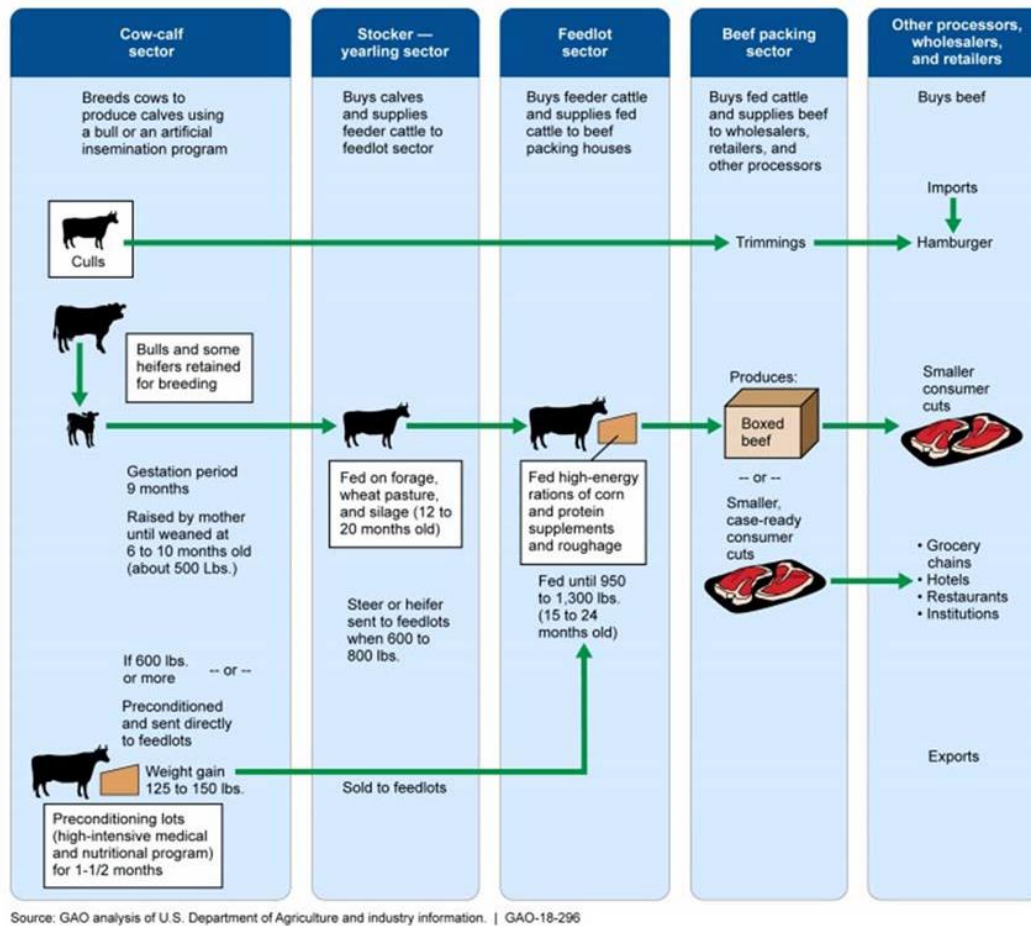 Cow-calf
sector
Stocker —
yearling sector
Feedlot
sector
Beef packing
sector
Other processors,
wholesalers,
and retailers
Breeds cows to
produce calves using
a bull or an artificial
insemination program
Buys calves
and supplies
feeder cattle to
feedlot sector
Buys feeder cattle
and supplies fed
cattle to beef
packing houses
Buys fed cattle
and supplies beef
to wholesalers,
retailers, and
other processors
Buys beef
Imports
Culls
Trimmings
Hamburger
Bulls and some
heifers retained
for breeding
Gestation period
9 months
Raised by mother
until weaned at
6 to 10 months old
(about 500 Lbs.)
Fed on forage,
wheat pasture,
and silage (12 to
20 months old)
Steer or heifer
sent to feedlots
when 600 to
800 lbs.
Fed high-energy
rations of corn
and protein
supplements
and roughage
Fed until 950
to 1,300 lbs.
(15 to 24
months old)
Produces:
Boxed
beef
-- or --
Smaller,
case-ready
consumer
cuts
Smaller
consumer
cuts
• Grocery
chains
• Hotels
• Restaurants
• Institutions
If 600 lbs.
or more
-- or --
Preconditioned
and sent directly
to feedlots
Weight gain
125 to 150 lbs.
Preconditioning lots
(high-intensive medical
and nutritional program)
for 1-1/2 months
Sold to feedlots
Exports
Source: GAO analysis of U.S. Department of Agriculture and industry information. | GAO-18-296